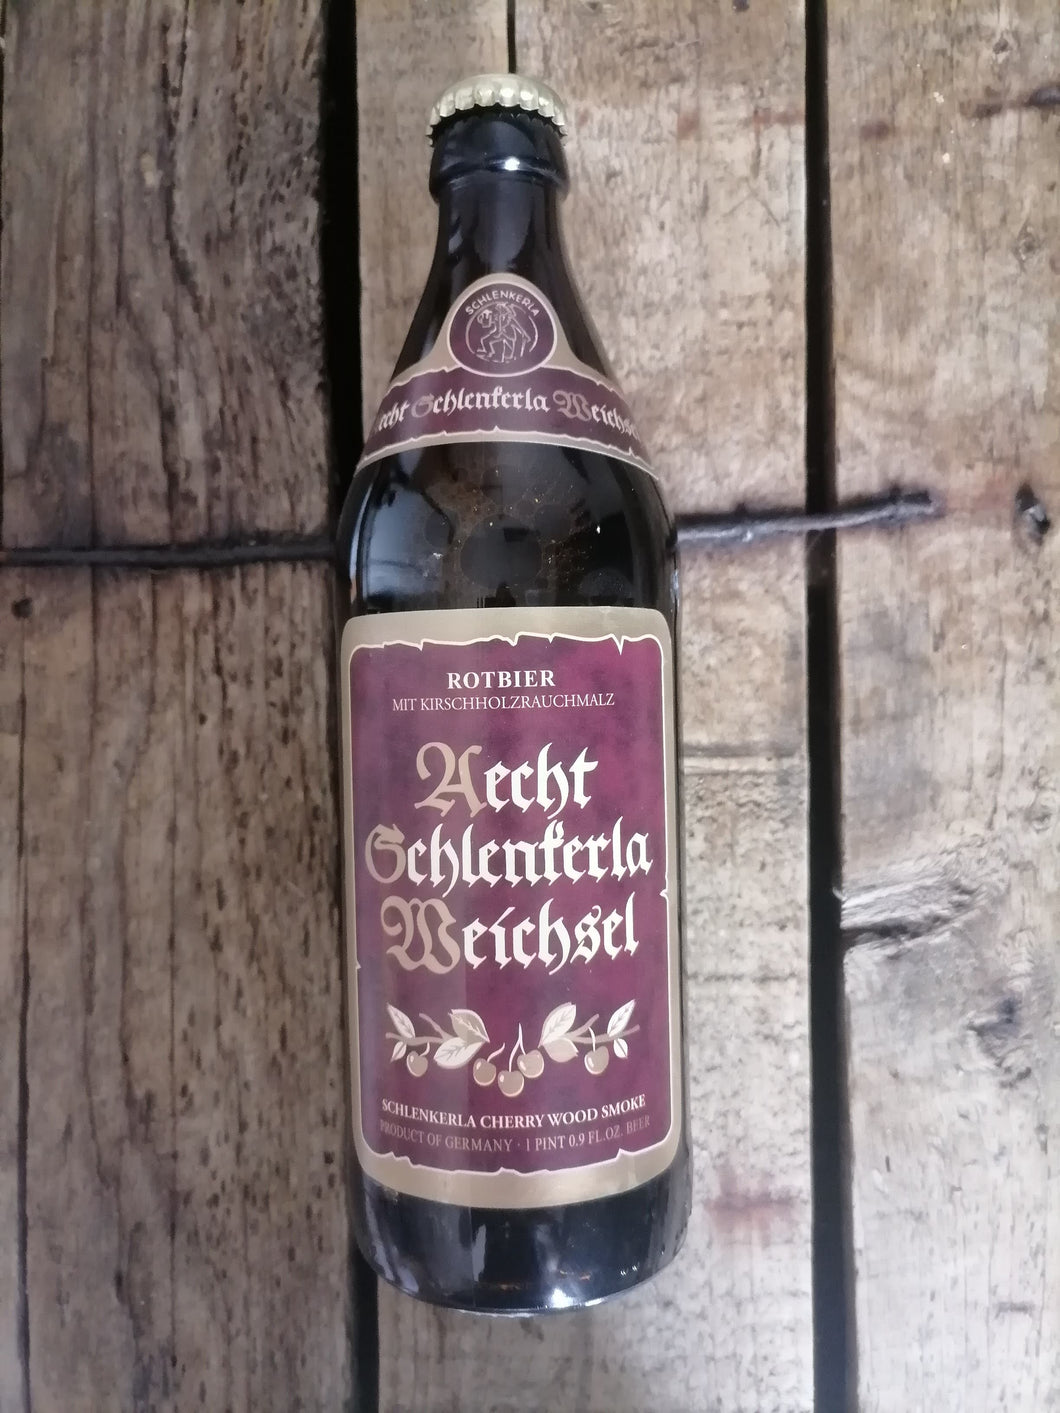 SCHLENKERLA
Aecht Schlenkerla Weichsel
ROTBIER
MIT KIRSCHHOLZRAUCHMALZ
Aecht
Schlenkerla
Weichsel
SCHLENKERLA CHERRY WOOD SMOKE
PRODUCT OF GERMANY · 1 PINT 0.9 FL.OZ. BEER